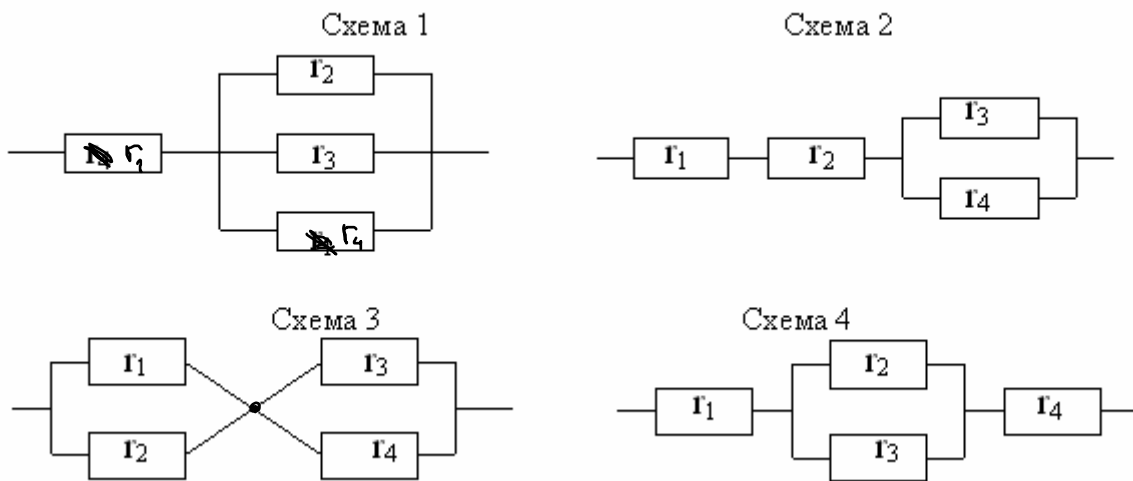 Схема 1
r2
r1
r3
r4
Схема 2
r3
r1 r2
r4
Схема 3
r1 r3
r2 r4
Схема 4
r2
r1 r4
r3